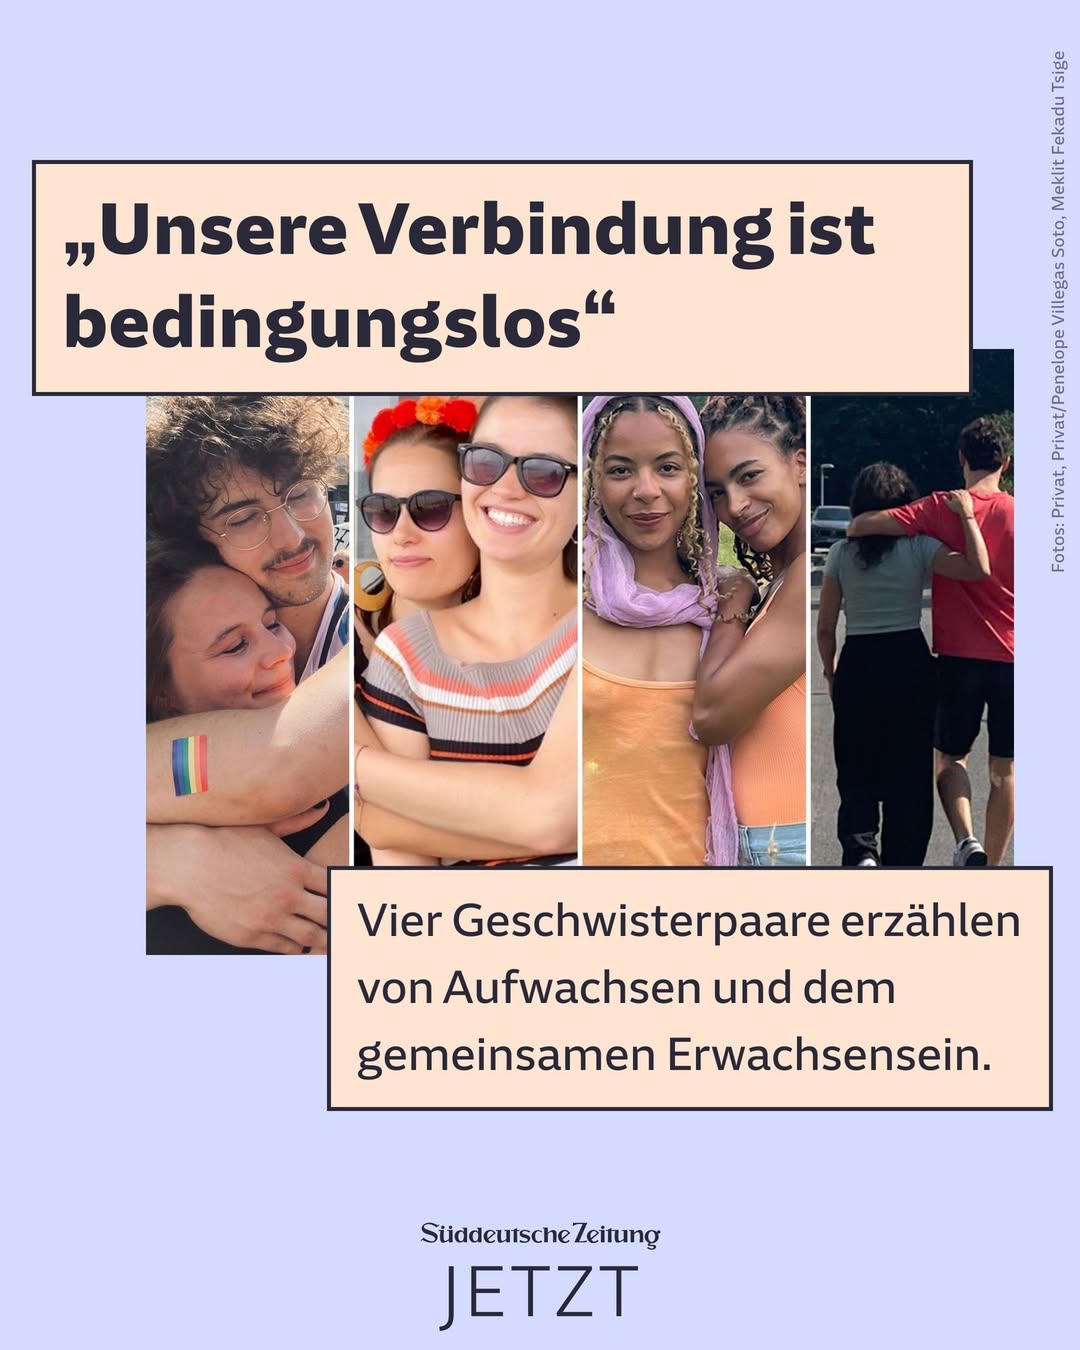 Fotos: Privat, Privat/Penelope Villegas Soto, Meklit Fekadu Tsige
„Unsere Verbindung ist
bedingungslos“
Vier Geschwisterpaare erzählen
von Aufwachsen und dem
gemeinsamen Erwachsensein.
Süddeutsche Zeitung
JETZT